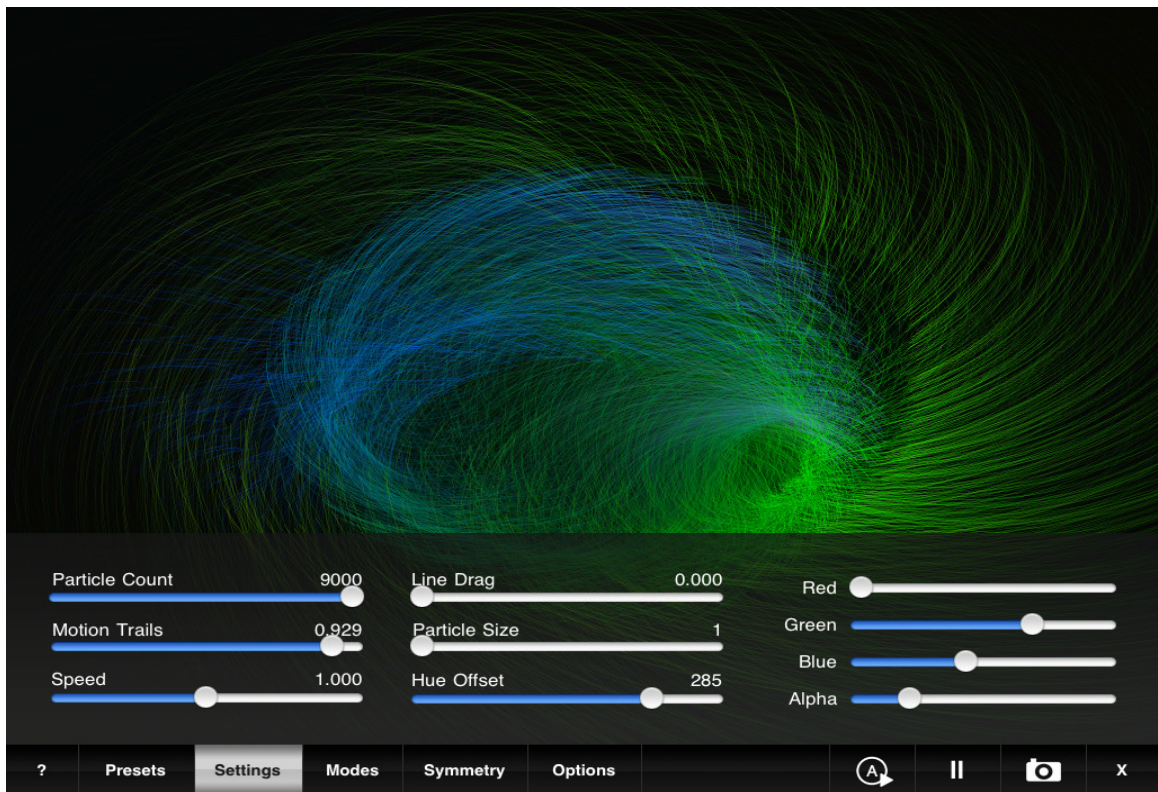 Particle Count 9000
Motion Trails 0.929
Speed 1.000
Line Drag 0.000
Particle Size 1
Hue Offset 285
Red
Green
Blue
Alpha
? Presets Settings Modes Symmetry Options A X